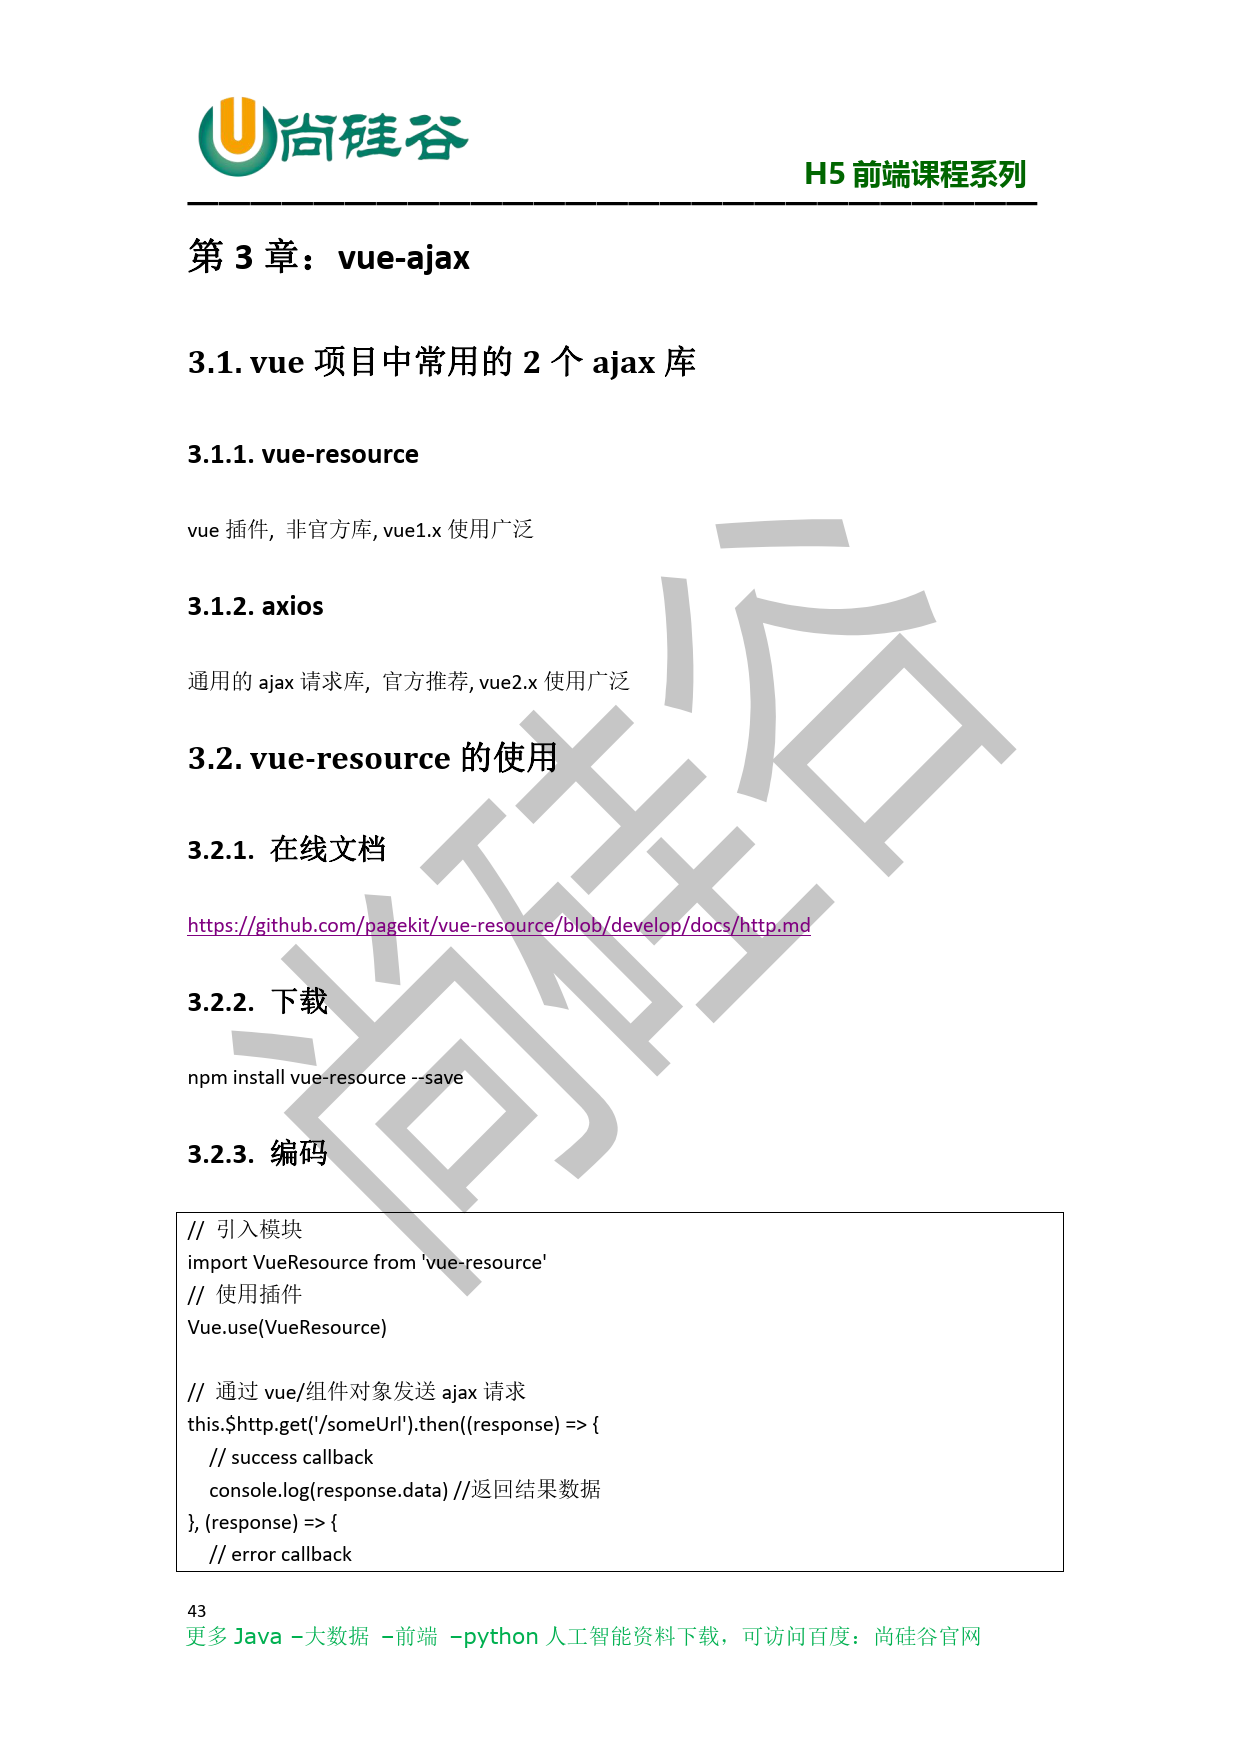 尚硅谷
H5 前端课程系列
第 3 章：vue-ajax
3.1. vue 项目中常用的 2 个 ajax 库
3.1.1. vue-resource
vue 插件, 非官方库, vue1.x 使用广泛
3.1.2. axios
通用的 ajax 请求库, 官方推荐, vue2.x 使用广泛
3.2. vue-resource 的使用
3.2.1. 在线文档
https://github.com/pagekit/vue-resource/blob/develop/docs/http.md
3.2.2. 下载
npm install vue-resource --save
3.2.3. 编码
// 引入模块
import VueResource from 'vue-resource'
// 使用插件
Vue.use(VueResource)
// 通过 vue/组件对象发送 ajax 请求
this.$http.get('/someUrl').then((response) => {
// success callback
console.log(response.data) //返回结果数据
}, (response) => {
// error callback
43
更多 Java –大数据 –前端 –python 人工智能资料下载，可访问百度：尚硅谷官网
尚硅谷